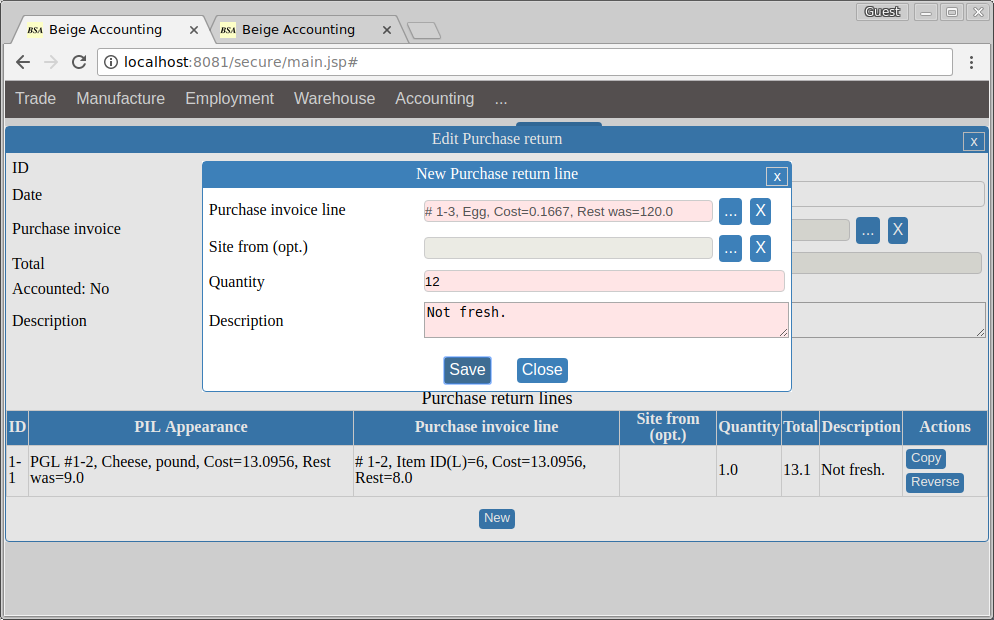 Guest
BSA Beige Accounting
BSA Beige Accounting
localhost:8081/secure/main.jsp#
Trade Manufacture Employment Warehouse Accounting ...
Edit Purchase return x
ID
Date
Purchase invoice ... X
Total
Accounted: No
Description
New Purchase return line x
Purchase invoice line # 1-3, Egg, Cost=0.1667, Rest was=120.0 ... X
Site from (opt.) ... X
Quantity 12
Description Not fresh.
Save Close
Purchase return lines
ID PIL Appearance Purchase invoice line Site from (opt.) Quantity Total Description Actions
1-1 PGL #1-2, Cheese, pound, Cost=13.0956, Rest was=9.0 # 1-2, Item ID(L)=6, Cost=13.0956, Rest=8.0 1.0 13.1 Not fresh. Copy Reverse
New